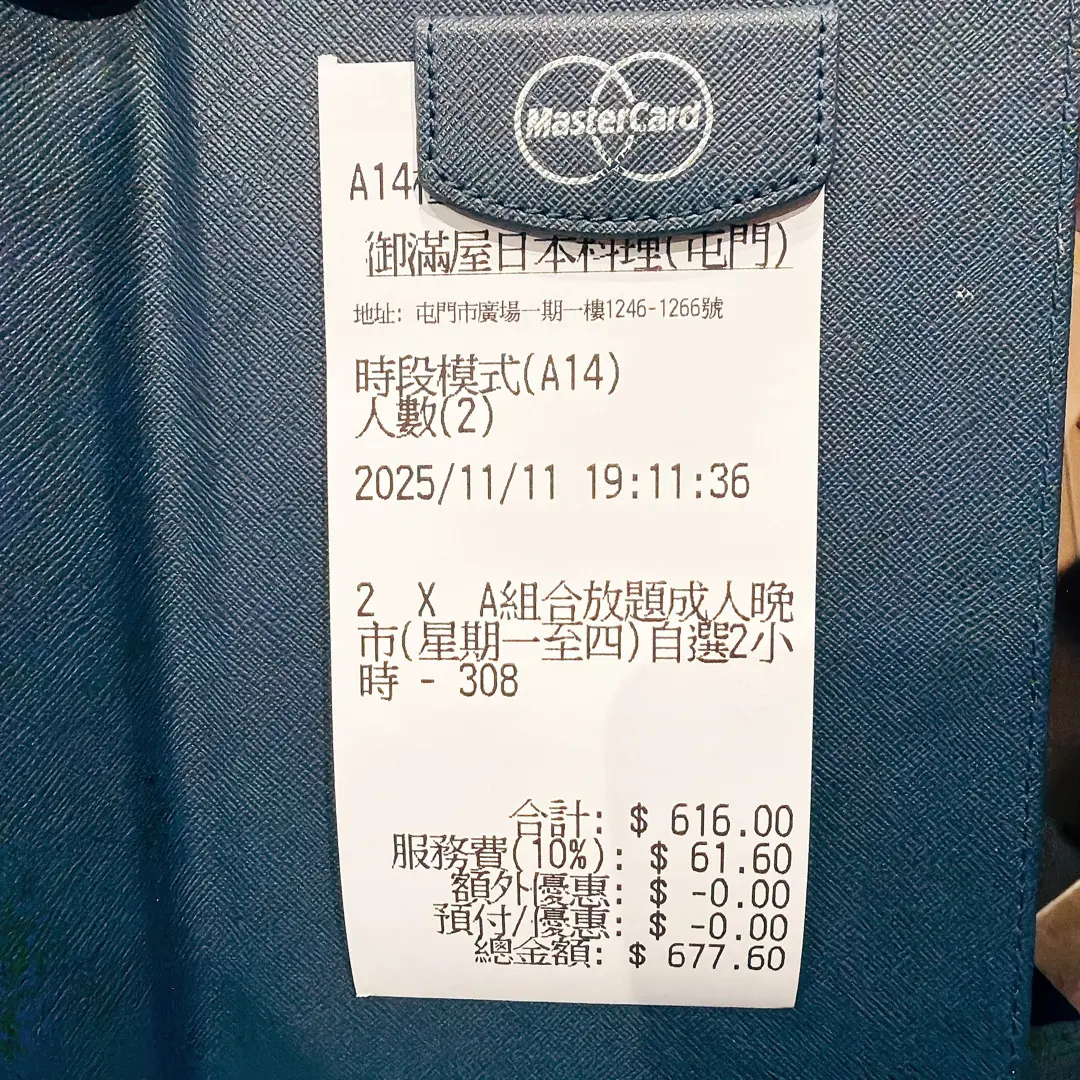 MasterCard
A14
御滿屋日本料理(屯門)
地址: 屯門市廣場一期一樓1246-1266號
時段模式(A14)
人數(2)
2025/11/11 19:11:36
2 X A組合放題成人晚
市(星期一至四)自選2小
時 - 308
合計: $ 616.00
服務費(10%): $ 61.60
額外優惠: $ -0.00
預付/優惠: $ -0.00
總金額: $ 677.60